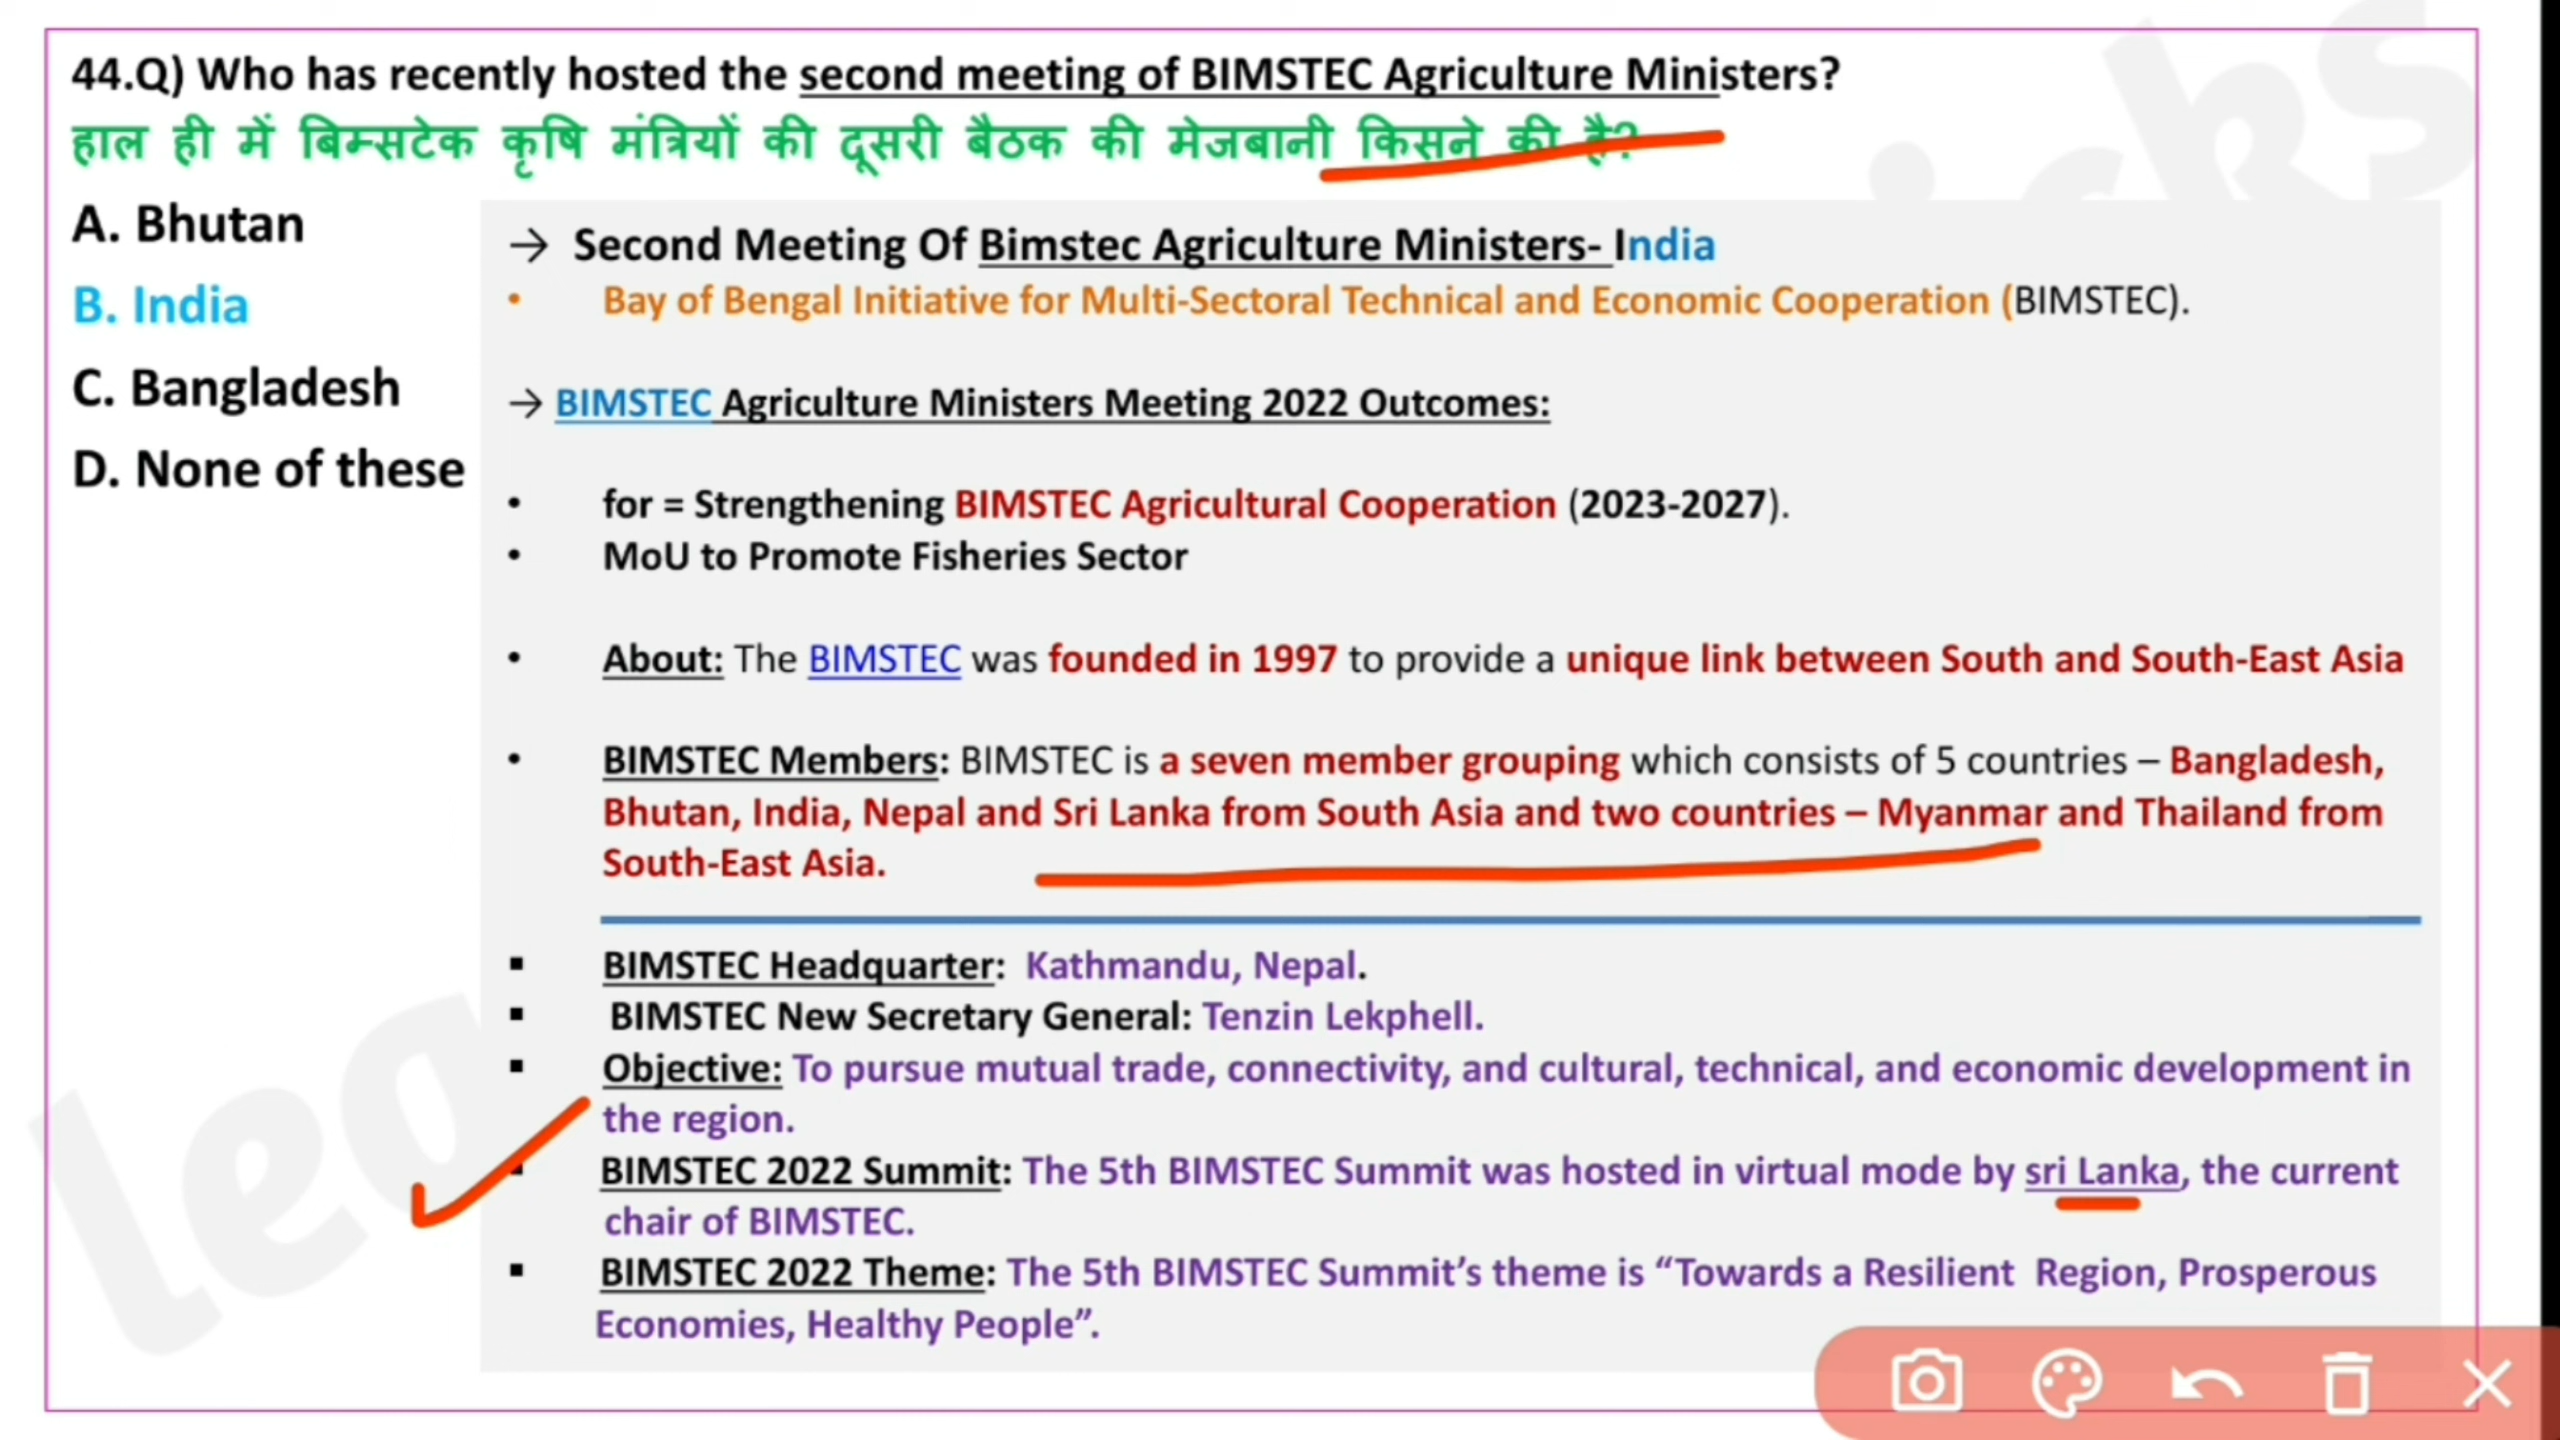 44.Q) Who has recently hosted the second meeting of BIMSTEC Agriculture Ministers?
हाल ही में बिम्सटेक कृषि मंत्रियों की दूसरी बैठक की मेजबानी किसने की है?
A. Bhutan
B. India
C. Bangladesh
D. None of these
→ Second Meeting Of Bimstec Agriculture Ministers- India
• Bay of Bengal Initiative for Multi-Sectoral Technical and Economic Cooperation (BIMSTEC).
→ BIMSTEC Agriculture Ministers Meeting 2022 Outcomes:
• for = Strengthening BIMSTEC Agricultural Cooperation (2023-2027).
• MoU to Promote Fisheries Sector
• About: The BIMSTEC was founded in 1997 to provide a unique link between South and South-East Asia
• BIMSTEC Members: BIMSTEC is a seven member grouping which consists of 5 countries – Bangladesh,
Bhutan, India, Nepal and Sri Lanka from South Asia and two countries – Myanmar and Thailand from
South-East Asia.
▪ BIMSTEC Headquarter: Kathmandu, Nepal.
▪ BIMSTEC New Secretary General: Tenzin Lekphell.
▪ Objective: To pursue mutual trade, connectivity, and cultural, technical, and economic development in
the region.
▪ BIMSTEC 2022 Summit: The 5th BIMSTEC Summit was hosted in virtual mode by sri Lanka, the current
chair of BIMSTEC.
▪ BIMSTEC 2022 Theme: The 5th BIMSTEC Summit's theme is “Towards a Resilient Region, Prosperous
Economies, Healthy People”.